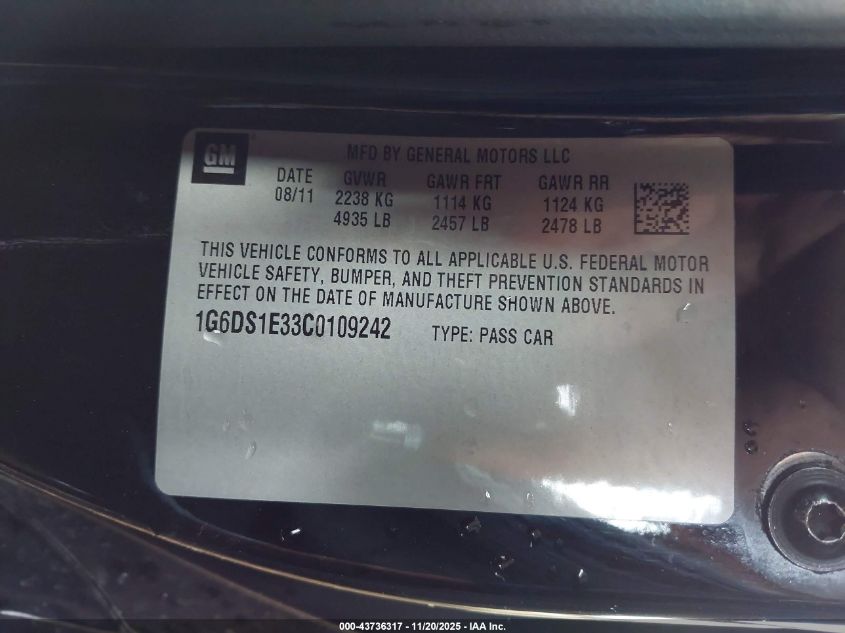 GM
MFD BY GENERAL MOTORS LLC
DATE GVWR GAWR FRT GAWR RR
08/11 2238 KG 1114 KG 1124 KG
4935 LB 2457 LB 2478 LB
THIS VEHICLE CONFORMS TO ALL APPLICABLE U.S. FEDERAL MOTOR
VEHICLE SAFETY, BUMPER, AND THEFT PREVENTION STANDARDS IN
EFFECT ON THE DATE OF MANUFACTURE SHOWN ABOVE.
1G6DS1E33C0109242 TYPE: PASS CAR
000-43736317 - 11/20/2025 - IAA Inc.